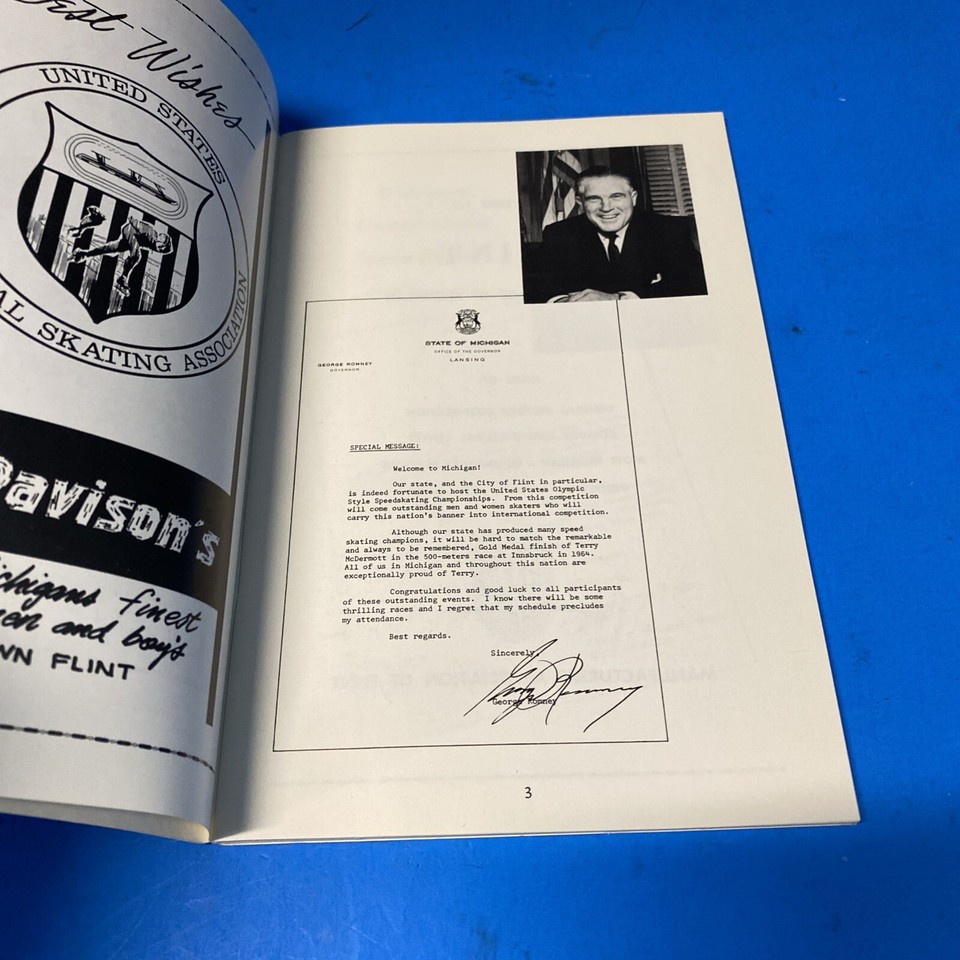 Best Wishes
UNITED STATES
AL SKATING ASSOCIATION
Davison's
ichigans finest
en and boy's
WN FLINT
STATE OF MICHIGAN
OFFICE OF THE GOVERNOR
LANSING
GEORGE ROMNEY
GOVERNOR
SPECIAL MESSAGE:
Welcome to Michigan!
Our state, and the City of Flint in particular,
is indeed fortunate to host the United States Olympic
Style Speedskating Championships. From this competition
will come outstanding men and women skaters who will
carry this nation's banner into international competition.
Although our state has produced many speed
skating champions, it will be hard to match the remarkable
and always to be remembered, Gold Medal finish of Terry
McDermott in the 500-meters race at Innsbruck in 1964.
All of us in Michigan and throughout this nation are
exceptionally proud of Terry.
Congratulations and good luck to all participants
of these outstanding events. I know there will be some
thrilling races and I regret that my schedule precludes
my attendance.
Best regards.
Sincerely,
George Romney
George Romney
3